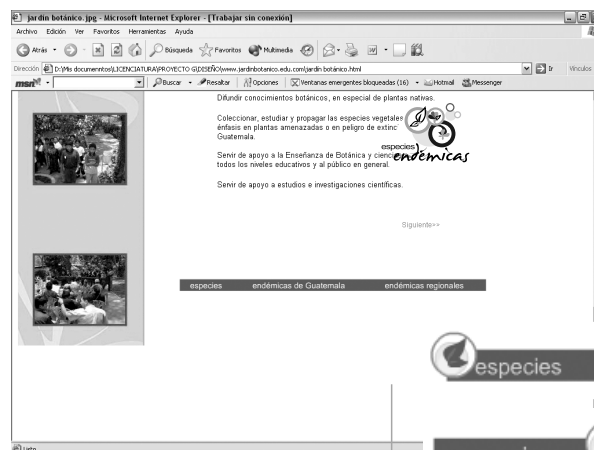 jardín botánico.jpg - Microsoft Internet Explorer - [Trabajar sin conexión]
Archivo Edición Ver Favoritos Herramientas Ayuda
Atrás Búsqueda Favoritos Multimedia
Dirección D:\Mis documenntos\LICENCIATURA\PROYECTO G\DISEÑO\www.jardinbotanico.edu.com\jardín botánico.html Ir Vínculos
msn Buscar Resaltar Opciones Ventanas emergentes bloqueadas (16) Hotmail Messenger
Difundir conocimientos botánicos, en especial de plantas nativas.
Coleccionar, estudiar y propagar las especies vegetales
énfasis en plantas amenazadas o en peligro de extinc
Guatemala.
especies
endémicas
Servir de apoyo a la Enseñanza de Botánica y cienc
todos los niveles educativos y al público en general.
Servir de apoyo a estudios e investigaciones científicas.
Siguiente>>
especies endémicas de Guatemala endémicas regionales
especies
Listo